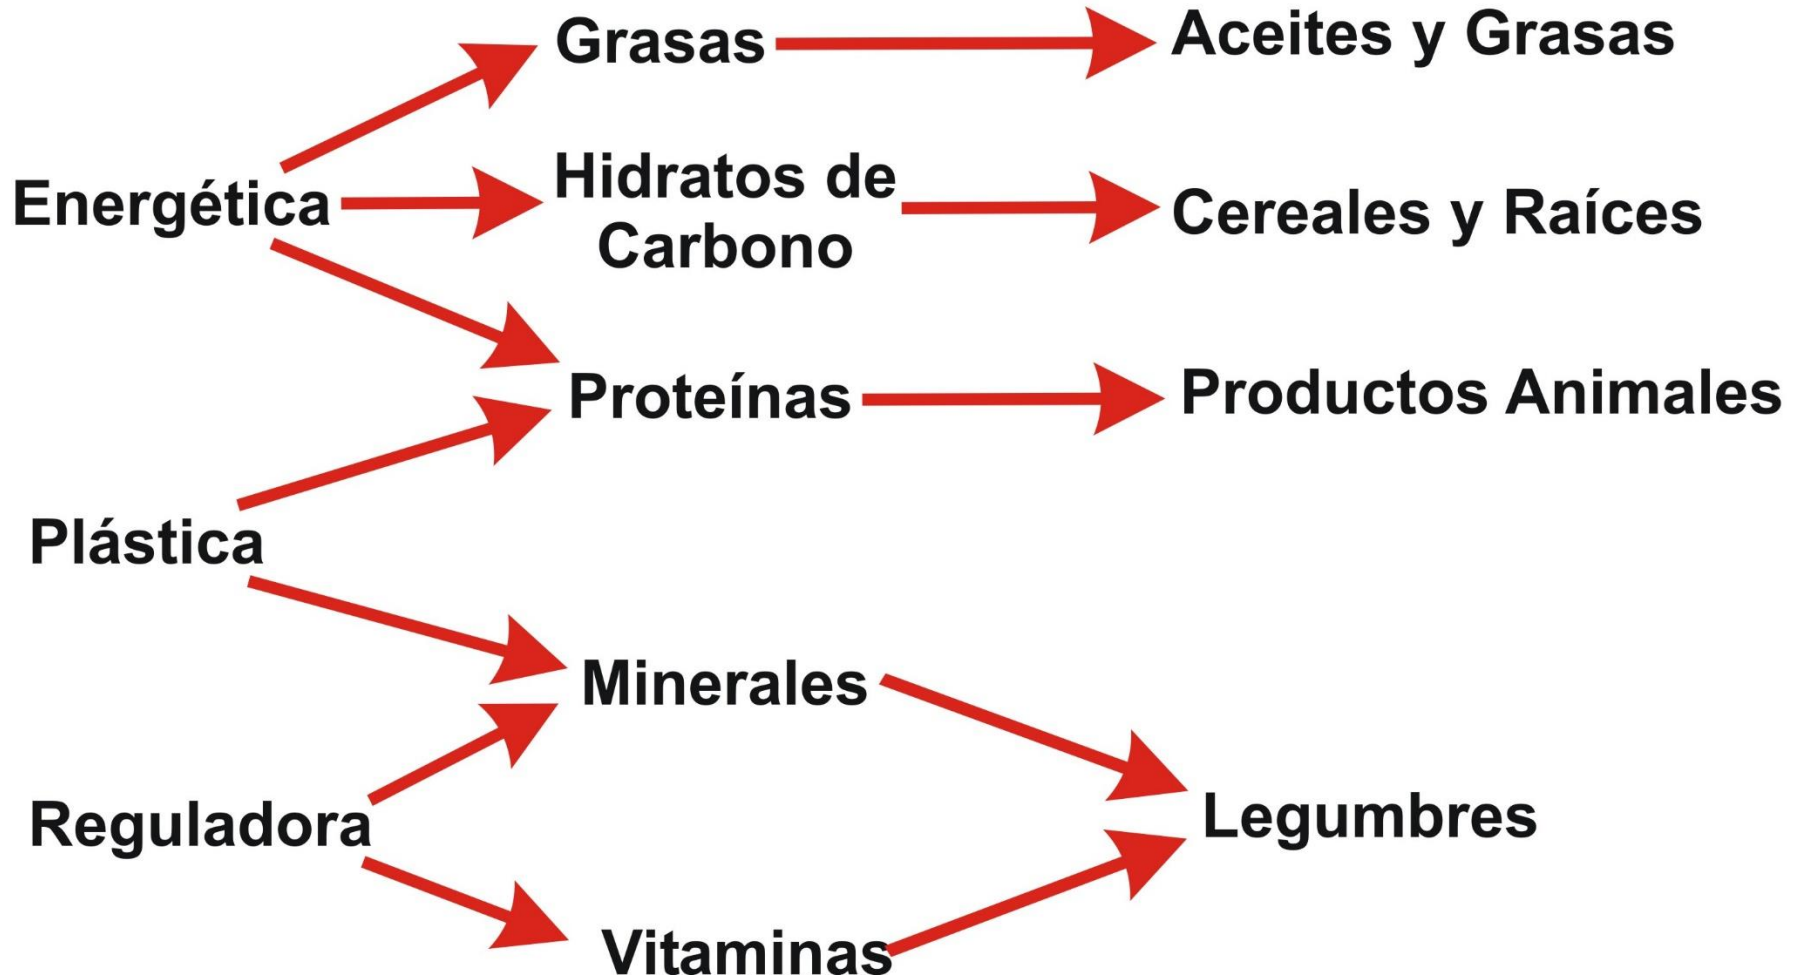 Grasas
Aceites y Grasas
Energética
Hidratos de
Carbono
Cereales y Raíces
Proteínas
Productos Animales
Plástica
Minerales
Reguladora
Legumbres
Vitaminas